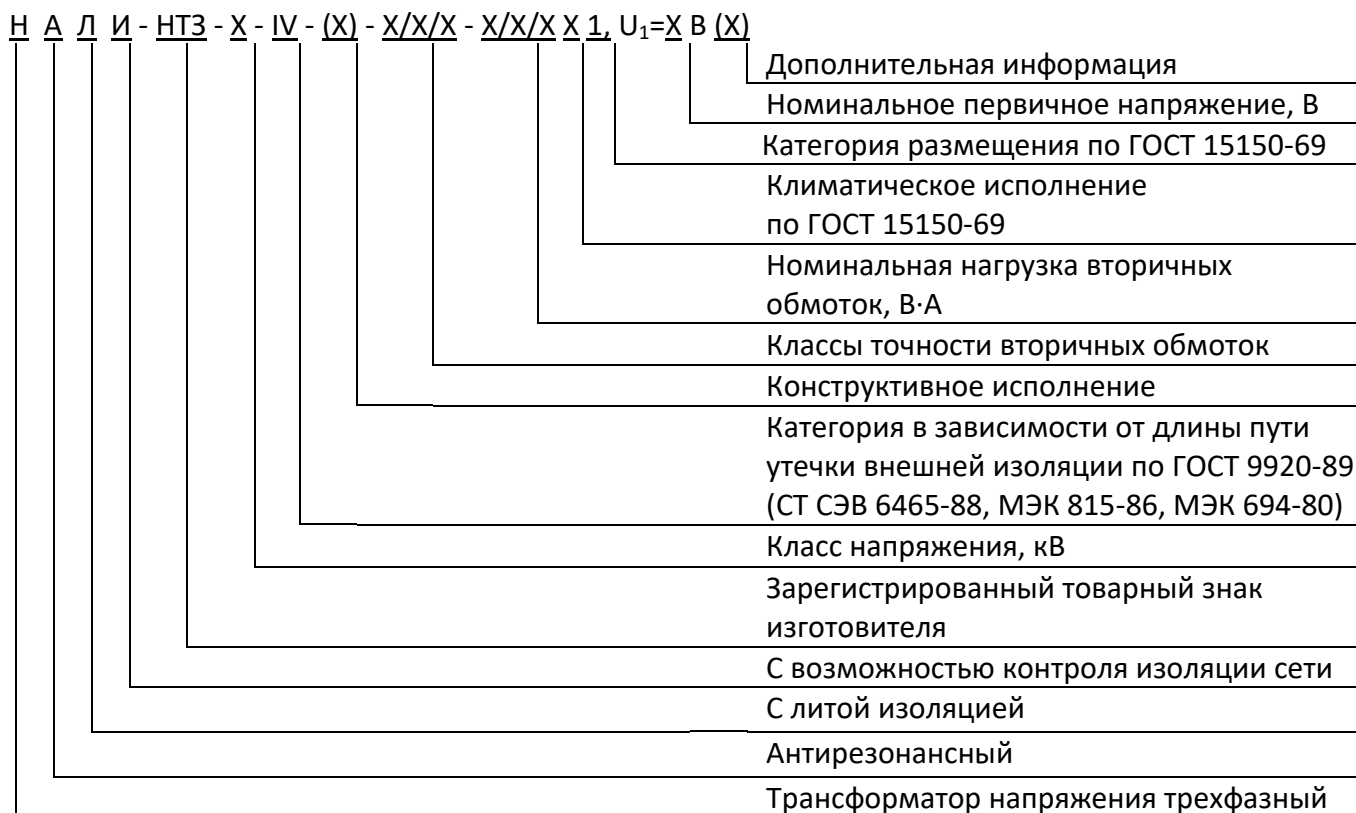 Н А Л И - НТЗ - Х - IV - (Х) - Х/Х/Х - Х/Х/Х Х 1, U₁=Х В (Х)
Дополнительная информация
Номинальное первичное напряжение, В
Категория размещения по ГОСТ 15150-69
Климатическое исполнение
по ГОСТ 15150-69
Номинальная нагрузка вторичных
обмоток, В·А
Классы точности вторичных обмоток
Конструктивное исполнение
Категория в зависимости от длины пути
утечки внешней изоляции по ГОСТ 9920-89
(СТ СЭВ 6465-88, МЭК 815-86, МЭК 694-80)
Класс напряжения, кВ
Зарегистрированный товарный знак
изготовителя
С возможностью контроля изоляции сети
С литой изоляцией
Антирезонансный
Трансформатор напряжения трехфазный